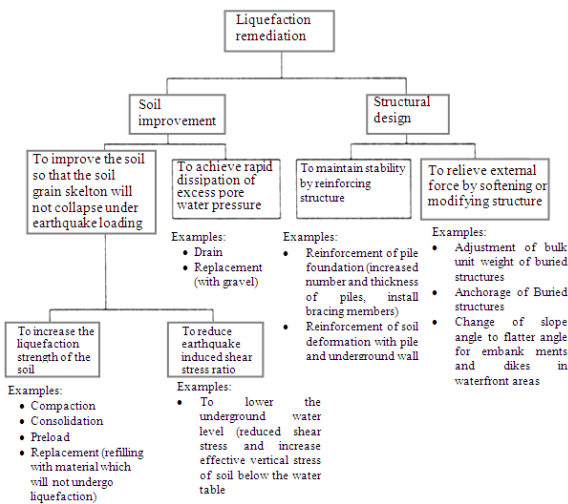 Liquefaction
remediation
Soil
improvement
Structural
design
To improve the soil
so that the soil
grain skelton will
not collapse under
earthquake loading
To achieve rapid
dissipation of
excess pore
water pressure
To maintain stability
by reinforcing
structure
To relieve external
force by softening or
modifying structure
Examples:
• Drain
• Replacement
(with gravel)
Examples:
• Reinforcement of pile
foundation (increased
number and thickness
of piles, install
bracing members)
• Reinforcement of soil
deformation with pile
and underground wall
Examples:
• Adjustment of bulk
unit weight of buried
structures
• Anchorage of Buried
structures
• Change of slope
angle to flatter angle
for embank ments
and dikes in
waterfront areas
To increase the
liquefaction
strength of the
soil
To reduce
earthquake
induced shear
stress ratio
Examples:
• Compaction
• Consolidation
• Preload
• Replacement (refilling
with material which
will not undergo
liquefaction)
Examples:
• To lower the
underground water
level (reduced shear
stress and increase
effective vertical stress
of soil below the water
table